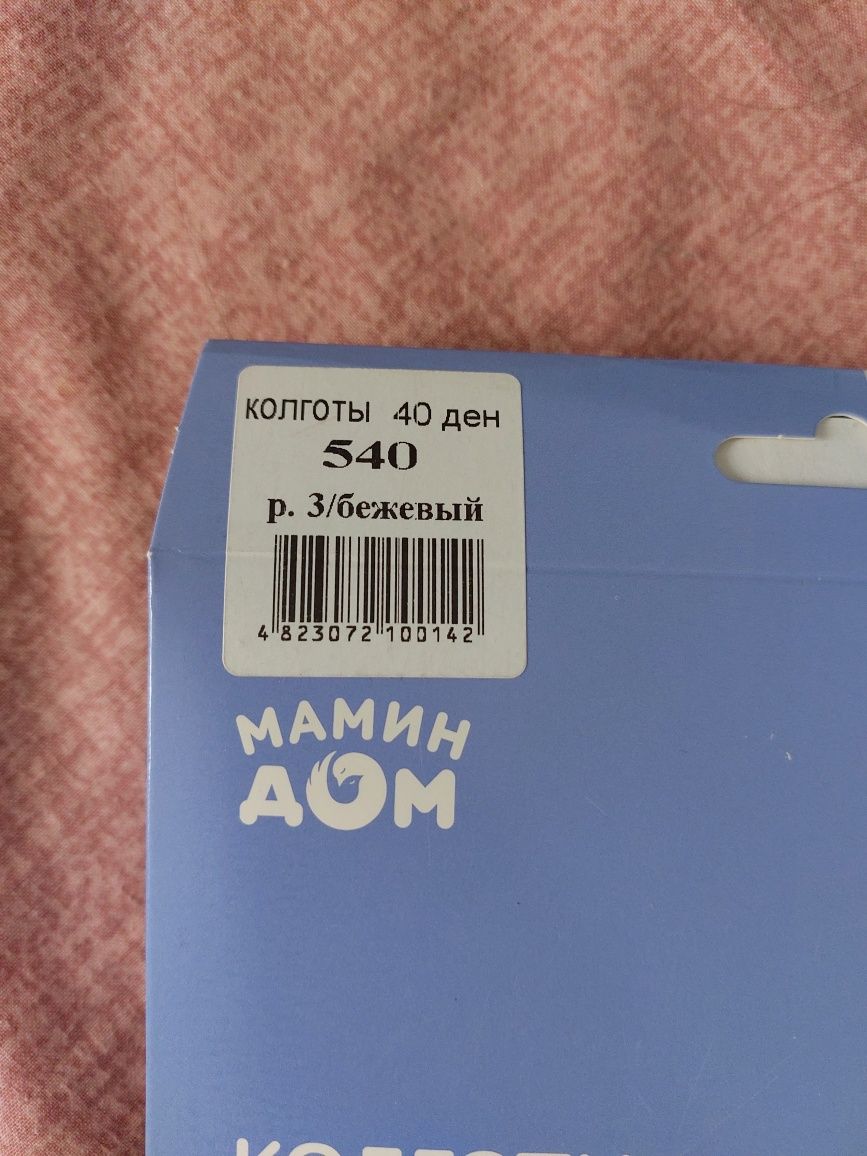 КОЛГОТЫ 40 ден
540
р. 3/бежевый
4 823072 100142
МАМИН
ДОМ